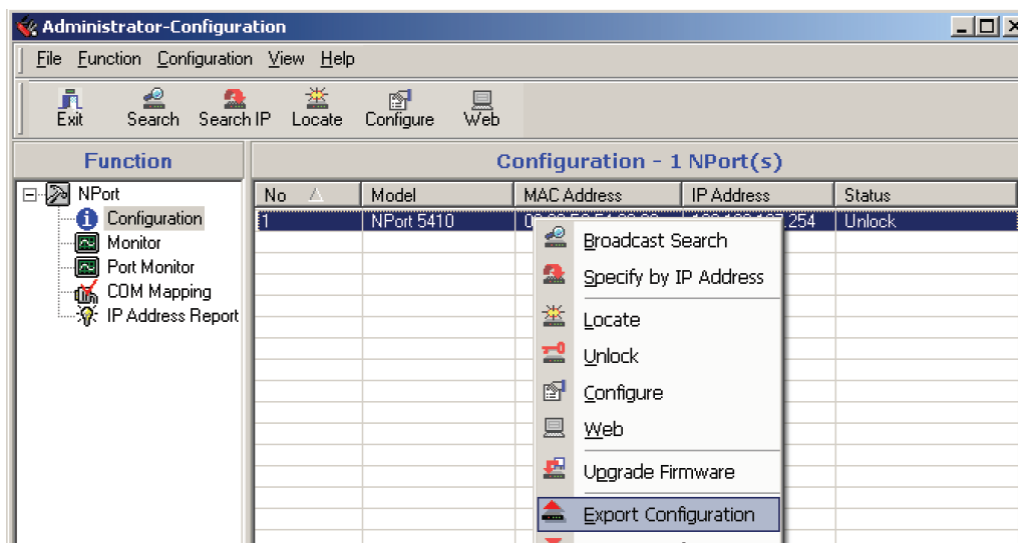 Administrator-Configuration
File Function Configuration View Help
Exit Search Search IP Locate Configure Web
Function
Configuration - 1 NPort(s)
NPort
Configuration
Monitor
Port Monitor
COM Mapping
IP Address Report
No Model MAC Address IP Address Status
1 NPort 5410 .254 Unlock
Broadcast Search
Specify by IP Address
Locate
Unlock
Configure
Web
Upgrade Firmware
Export Configuration